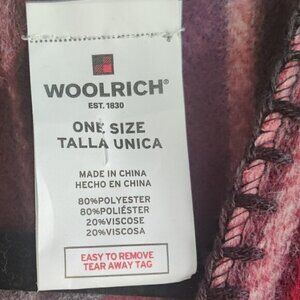 WOOLRICH®
EST. 1830
ONE SIZE
TALLA UNICA
MADE IN CHINA
HECHO EN CHINA
80%POLYESTER
80%POLIÉSTER
20%VISCOSE
20%VISCOSA
EASY TO REMOVE
TEAR AWAY TAG